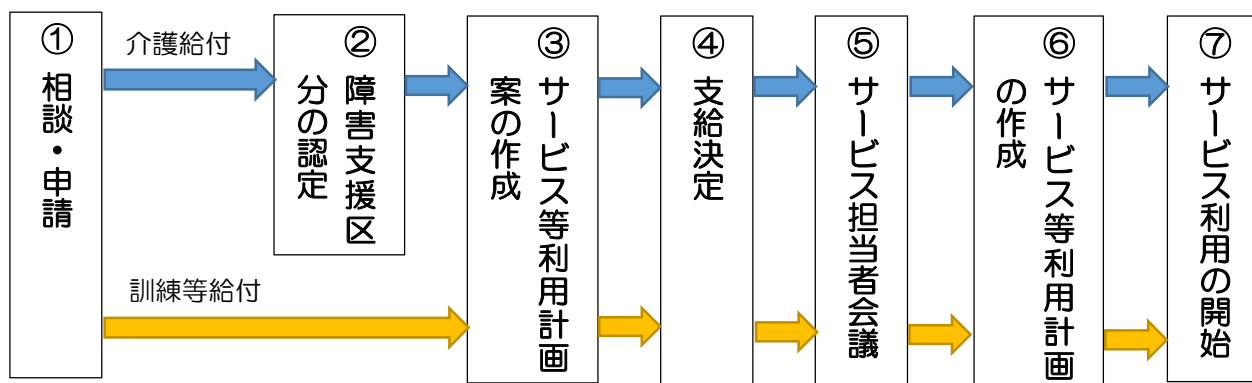 ①
相談・申請
介護給付
訓練等給付
②
障害支援区
分の認定
③
サービス等利用計画
案の作成
④
支給決定
⑤
サービス担当者会議
⑥
サービス等利用計画
の作成
⑦
サービス利用の開始